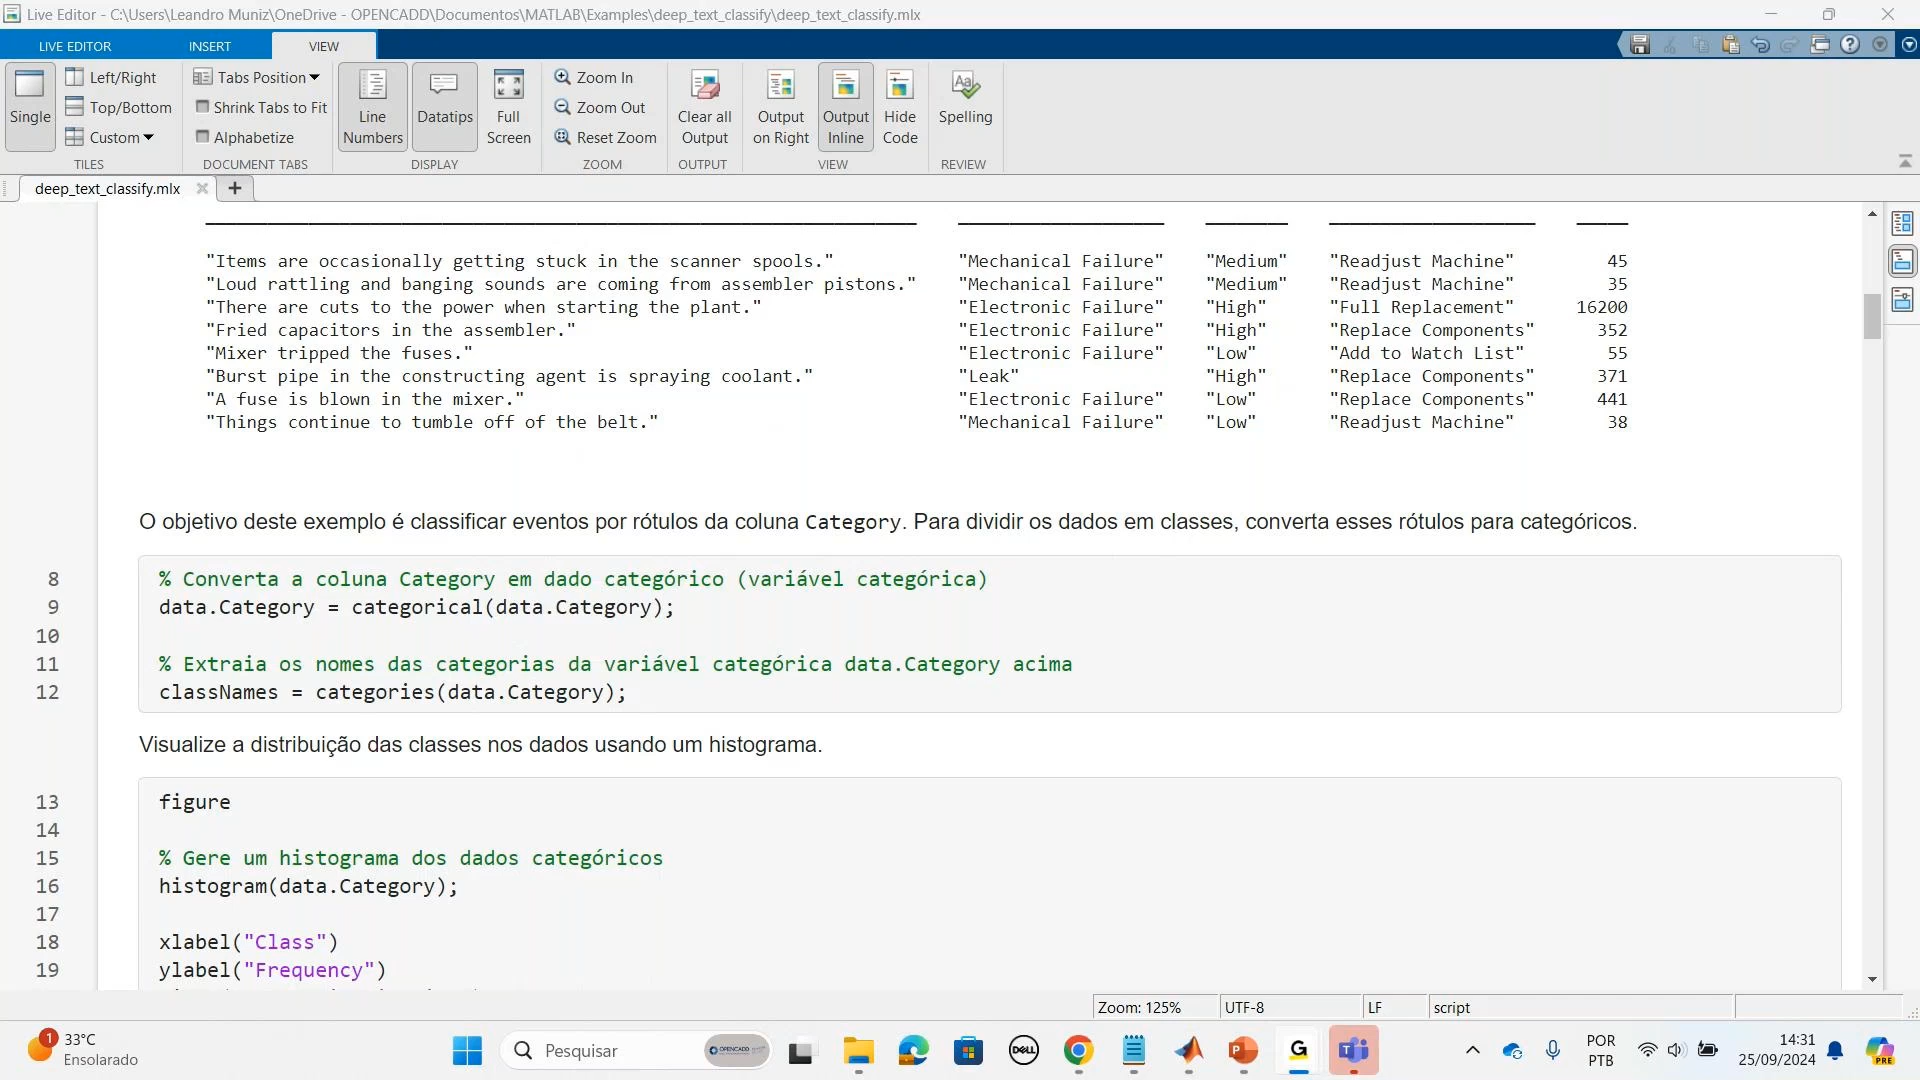 Live Editor - C:\Users\Leandro Muniz\OneDrive - OPENCADD\Documentos\MATLAB\Examples\deep_text_classify\deep_text_classify.mlx
LIVE EDITOR INSERT VIEW
Single
Left/Right
Top/Bottom
Custom
TILES
Tabs Position
Shrink Tabs to Fit
Alphabetize
DOCUMENT TABS
Line Numbers
Datatips
Full Screen
DISPLAY
Zoom In
Zoom Out
Reset Zoom
ZOOM
Clear all Output
OUTPUT
Output on Right
Output Inline
Hide Code
VIEW
Spelling
REVIEW
deep_text_classify.mlx
"Items are occasionally getting stuck in the scanner spools." "Mechanical Failure" "Medium" "Readjust Machine" 45
"Loud rattling and banging sounds are coming from assembler pistons." "Mechanical Failure" "Medium" "Readjust Machine" 35
"There are cuts to the power when starting the plant." "Electronic Failure" "High" "Full Replacement" 16200
"Fried capacitors in the assembler." "Electronic Failure" "High" "Replace Components" 352
"Mixer tripped the fuses." "Electronic Failure" "Low" "Add to Watch List" 55
"Burst pipe in the constructing agent is spraying coolant." "Leak" "High" "Replace Components" 371
"A fuse is blown in the mixer." "Electronic Failure" "Low" "Replace Components" 441
"Things continue to tumble off of the belt." "Mechanical Failure" "Low" "Readjust Machine" 38
O objetivo deste exemplo é classificar eventos por rótulos da coluna Category. Para dividir os dados em classes, converta esses rótulos para categóricos.
8 % Converta a coluna Category em dado categórico (variável categórica)
9 data.Category = categorical(data.Category);
10
11 % Extraia os nomes das categorias da variável categórica data.Category acima
12 classNames = categories(data.Category);
Visualize a distribuição das classes nos dados usando um histograma.
13 figure
14
15 % Gere um histograma dos dados categóricos
16 histogram(data.Category);
17
18 xlabel("Class")
19 ylabel("Frequency")
Zoom: 125% UTF-8 LF script
1 33°C
Ensolarado
Pesquisar
OPENCADD
DELL
POR
PTB
14:31
25/09/2024
PRE